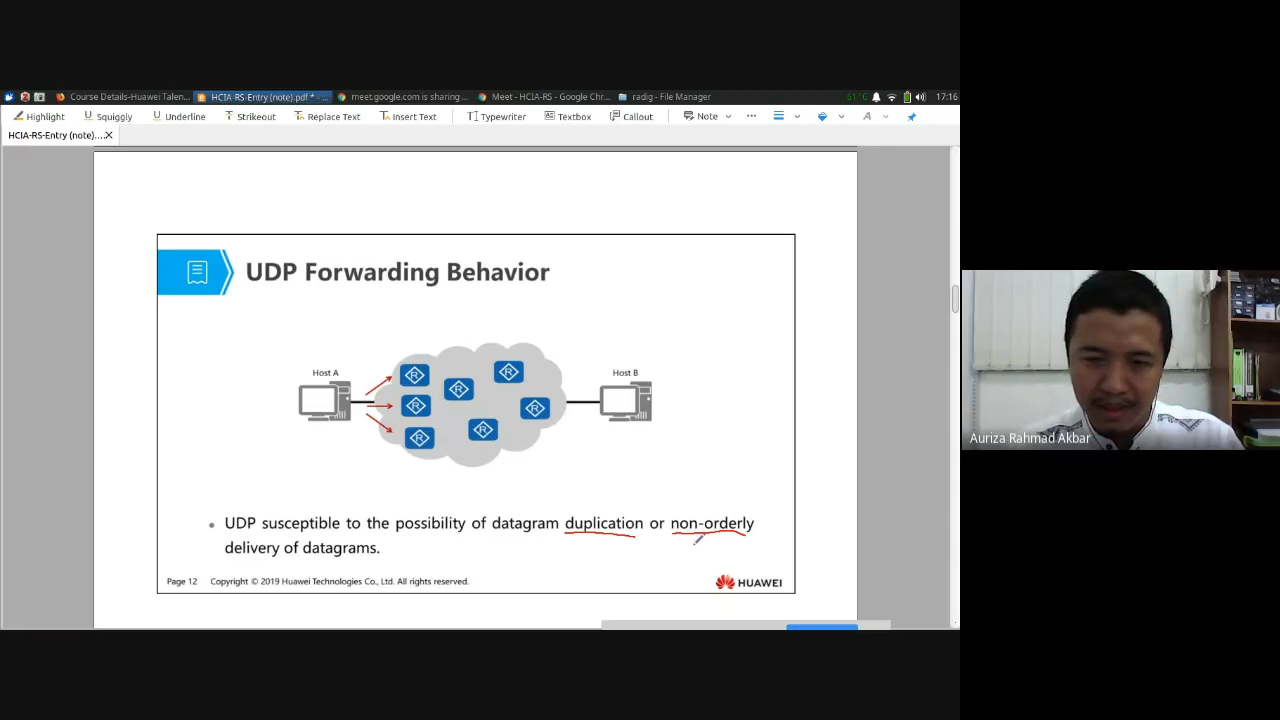 Course Details-Huawei Talen...
HCIA-RS-Entry (note).pdf * - ...
meet.google.com is sharing ...
Meet - HCIA-RS - Google Chr...
radig - File Manager
51°C
17:16
Highlight
Squiggly
Underline
Strikeout
Replace Text
Insert Text
Typewriter
Textbox
Callout
Note
HCIA-RS-Entry (note)....
UDP Forwarding Behavior
Host A
Host B
R
R
R
R
R
R
R
UDP susceptible to the possibility of datagram duplication or non-orderly
delivery of datagrams.
Page 12
Copyright © 2019 Huawei Technologies Co., Ltd. All rights reserved.
HUAWEI
Auriza Rahmad Akbar